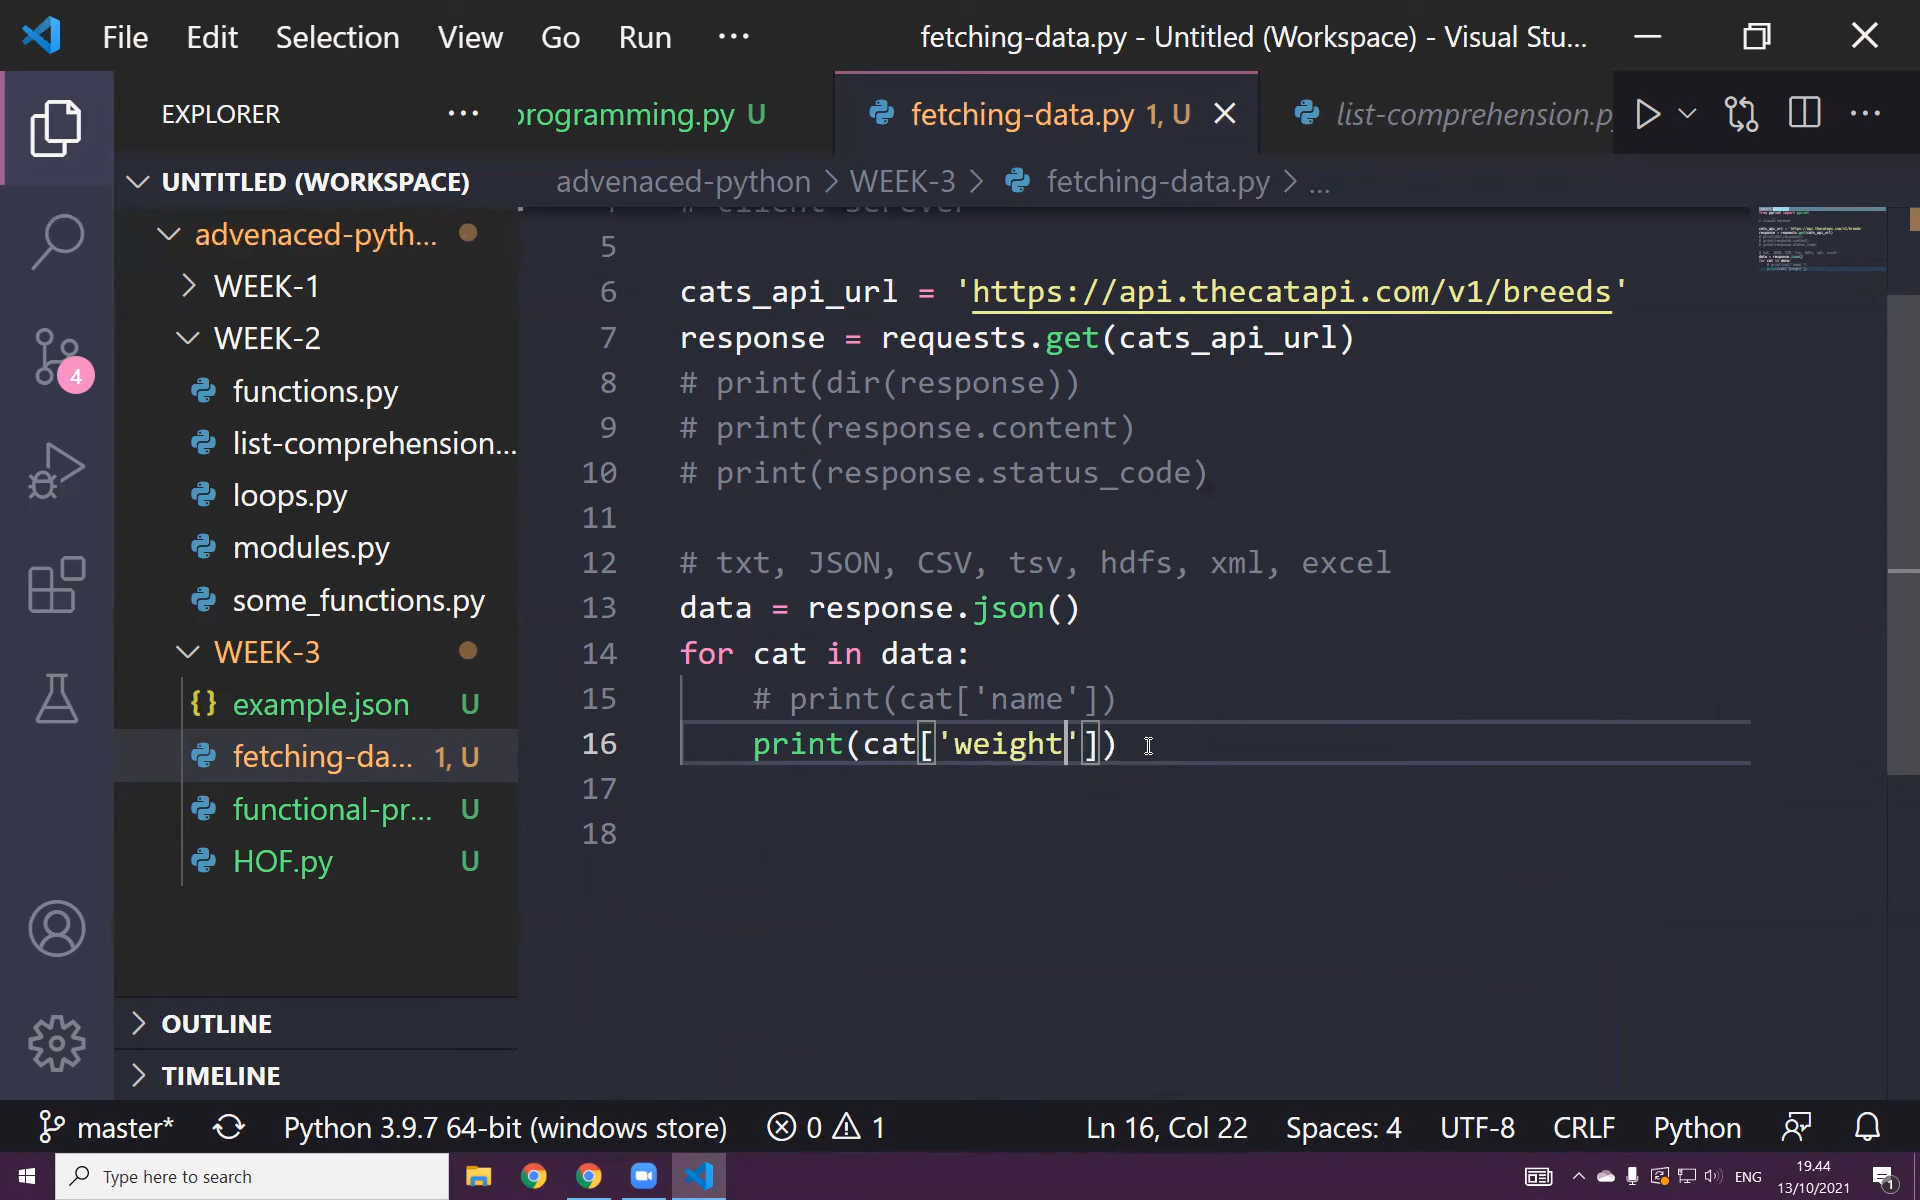 File Edit Selection View Go Run ··· fetching-data.py - Untitled (Workspace) - Visual Stu...
EXPLORER ··· programming.py U fetching-data.py 1, U list-comprehension.p
UNTITLED (WORKSPACE)
advenaced-python > WEEK-3 > fetching-data.py > ...
advenaced-pyth...
WEEK-1
WEEK-2
functions.py
list-comprehension...
loops.py
modules.py
some_functions.py
WEEK-3
{} example.json U
fetching-da... 1, U
functional-pr... U
HOF.py U
OUTLINE
TIMELINE
4
5
6 cats_api_url = 'https://api.thecatapi.com/v1/breeds'
7 response = requests.get(cats_api_url)
8 # print(dir(response))
9 # print(response.content)
10 # print(response.status_code)
11
12 # txt, JSON, CSV, tsv, hdfs, xml, excel
13 data = response.json()
14 for cat in data:
15 # print(cat['name'])
16 print(cat['weight'])
17
18
master* Python 3.9.7 64-bit (windows store) 0 1 Ln 16, Col 22 Spaces: 4 UTF-8 CRLF Python
Type here to search ENG 19.44
13/10/2021 1